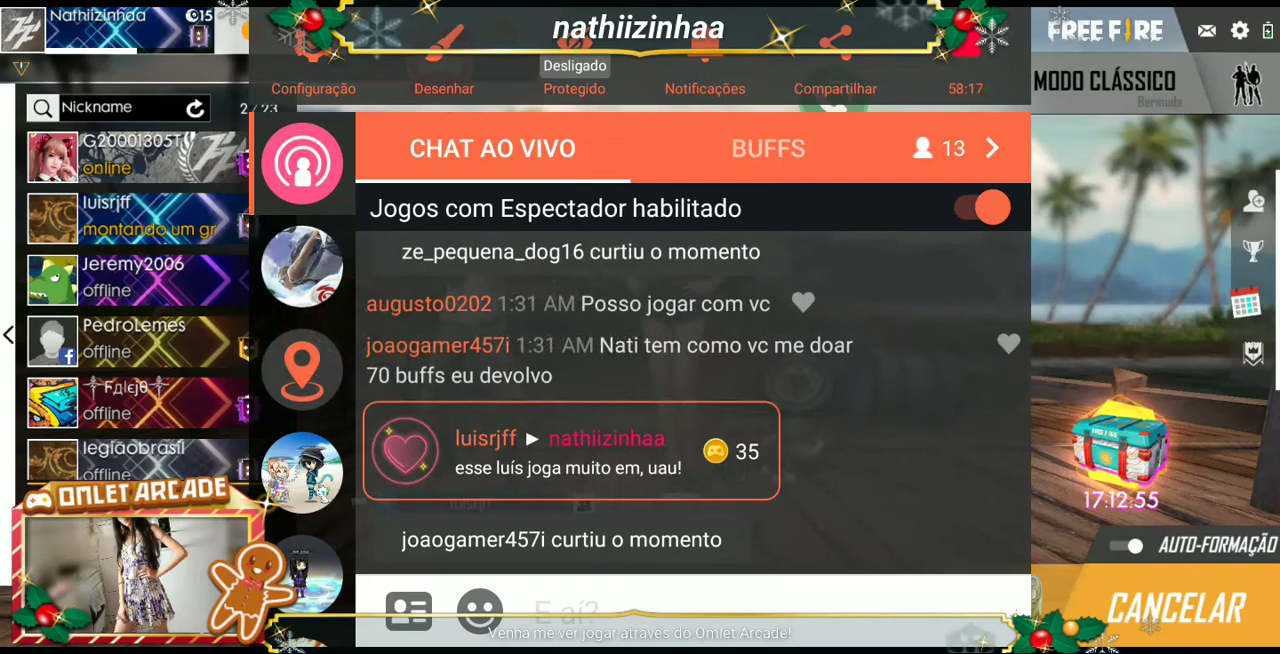 Nathiizinhaa
15
nathiizinhaa
Desligado
Configuração
Desenhar
Protegido
Notificações
Compartilhar
58:17
FREE FIRE
MODO CLÁSSICO
Bermuda
Nickname
2 / 23
G20001305T
online
luisrjff
montando um gr
Jeremy2006
offline
PedroLemes
offline
offline
legiaobrasil
offline
OMLET ARCADE
CHAT AO VIVO
BUFFS
13
Jogos com Espectador habilitado
ze_pequena_dog16 curtiu o momento
augusto0202 1:31 AM Posso jogar com vc
joaogamer457i 1:31 AM Nati tem como vc me doar
70 buffs eu devolvo
luisrjff ▶ nathiizinhaa
esse luís joga muito em, uau!
35
joaogamer457i curtiu o momento
E aí?
Venha me ver jogar através do Omlet Arcade!
FREE FIRE
17:12:55
AUTO-FORMAÇÃO
CANCELAR